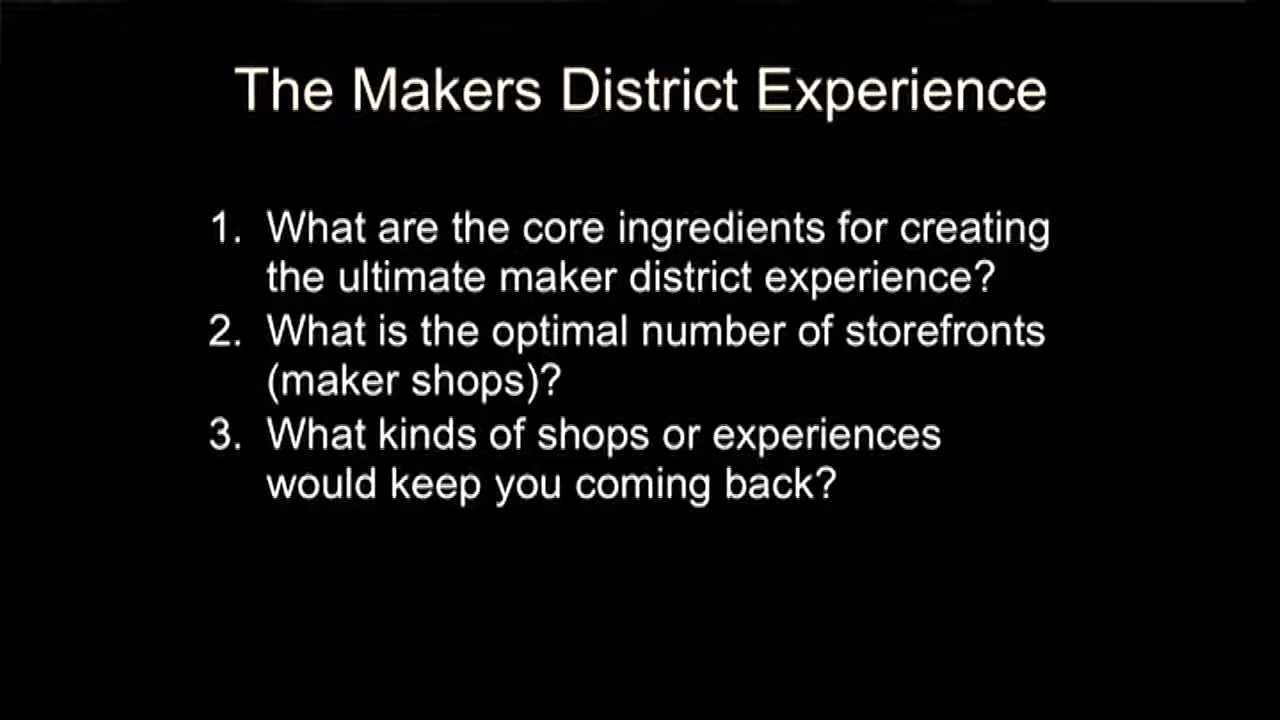 The Makers District Experience
1. What are the core ingredients for creating
the ultimate maker district experience?
2. What is the optimal number of storefronts
(maker shops)?
3. What kinds of shops or experiences
would keep you coming back?